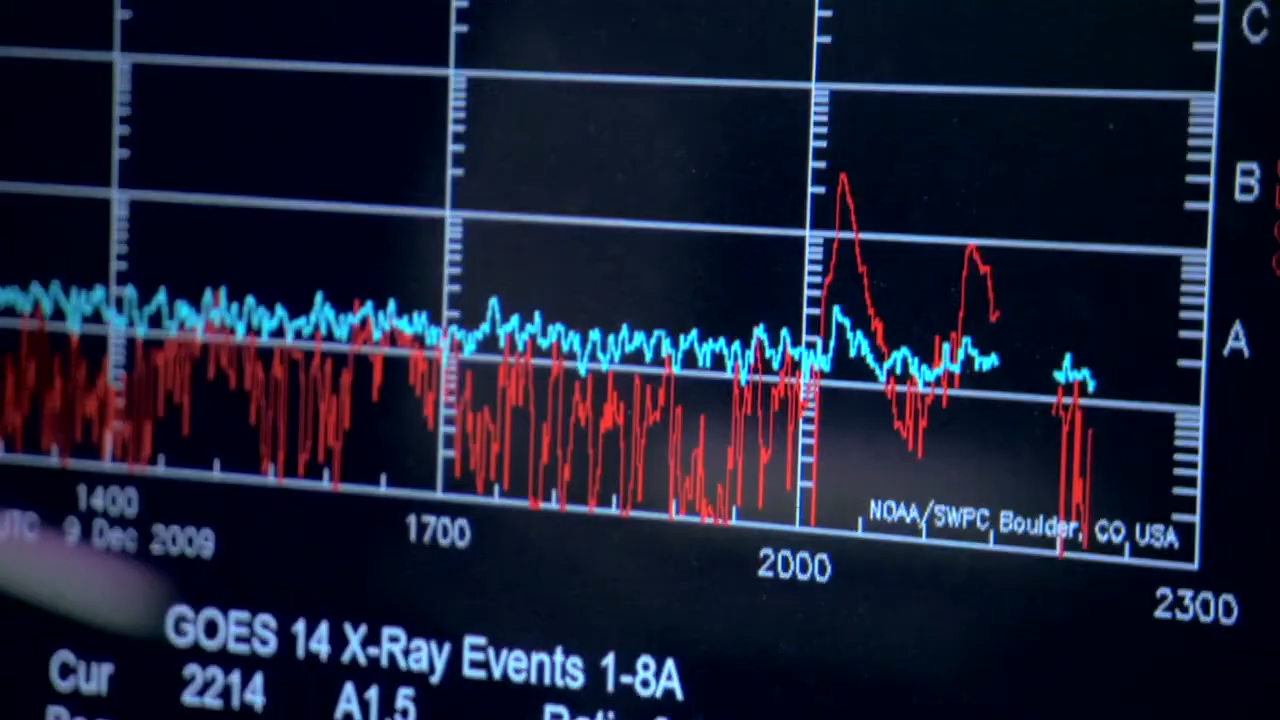 C
B
A
NOAA/SWPC Boulder, CO USA
1400
1700
2000
2300
UTC 9 Dec 2009
GOES 14 X-Ray Events 1-8A
Cur 2214 A1.5